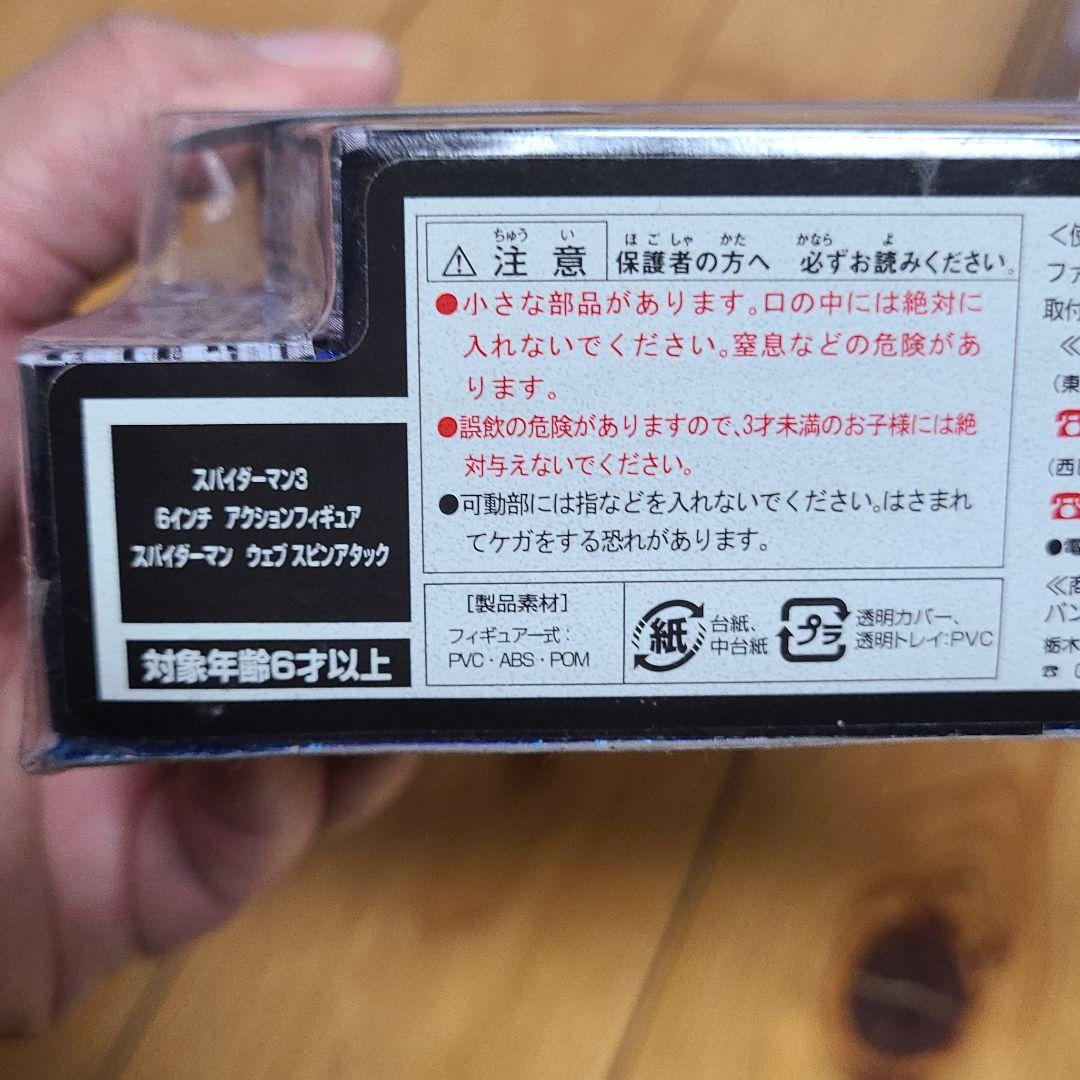 スパイダーマン3
6インチ アクションフィギュア
スパイダーマン ウェブ スピンアタック
対象年齢6才以上
ちゅう い
注 意
ほ ご しゃ かた かなら よ
保護者の方へ 必ずお読みください。
●小さな部品があります。口の中には絶対に
入れないでください。窒息などの危険があ
ります。
●誤飲の危険がありますので、3才未満のお子様には絶
対与えないでください。
●可動部には指などを入れないでください。はさまれ
てケガをする恐れがあります。
[製品素材]
フィギュア一式:
PVC・ABS・POM
紙
台紙、
中台紙
プラ
透明カバー、
透明トレイ:PVC
ファ
取付
≪
(東
(西
●電
バン
栃木